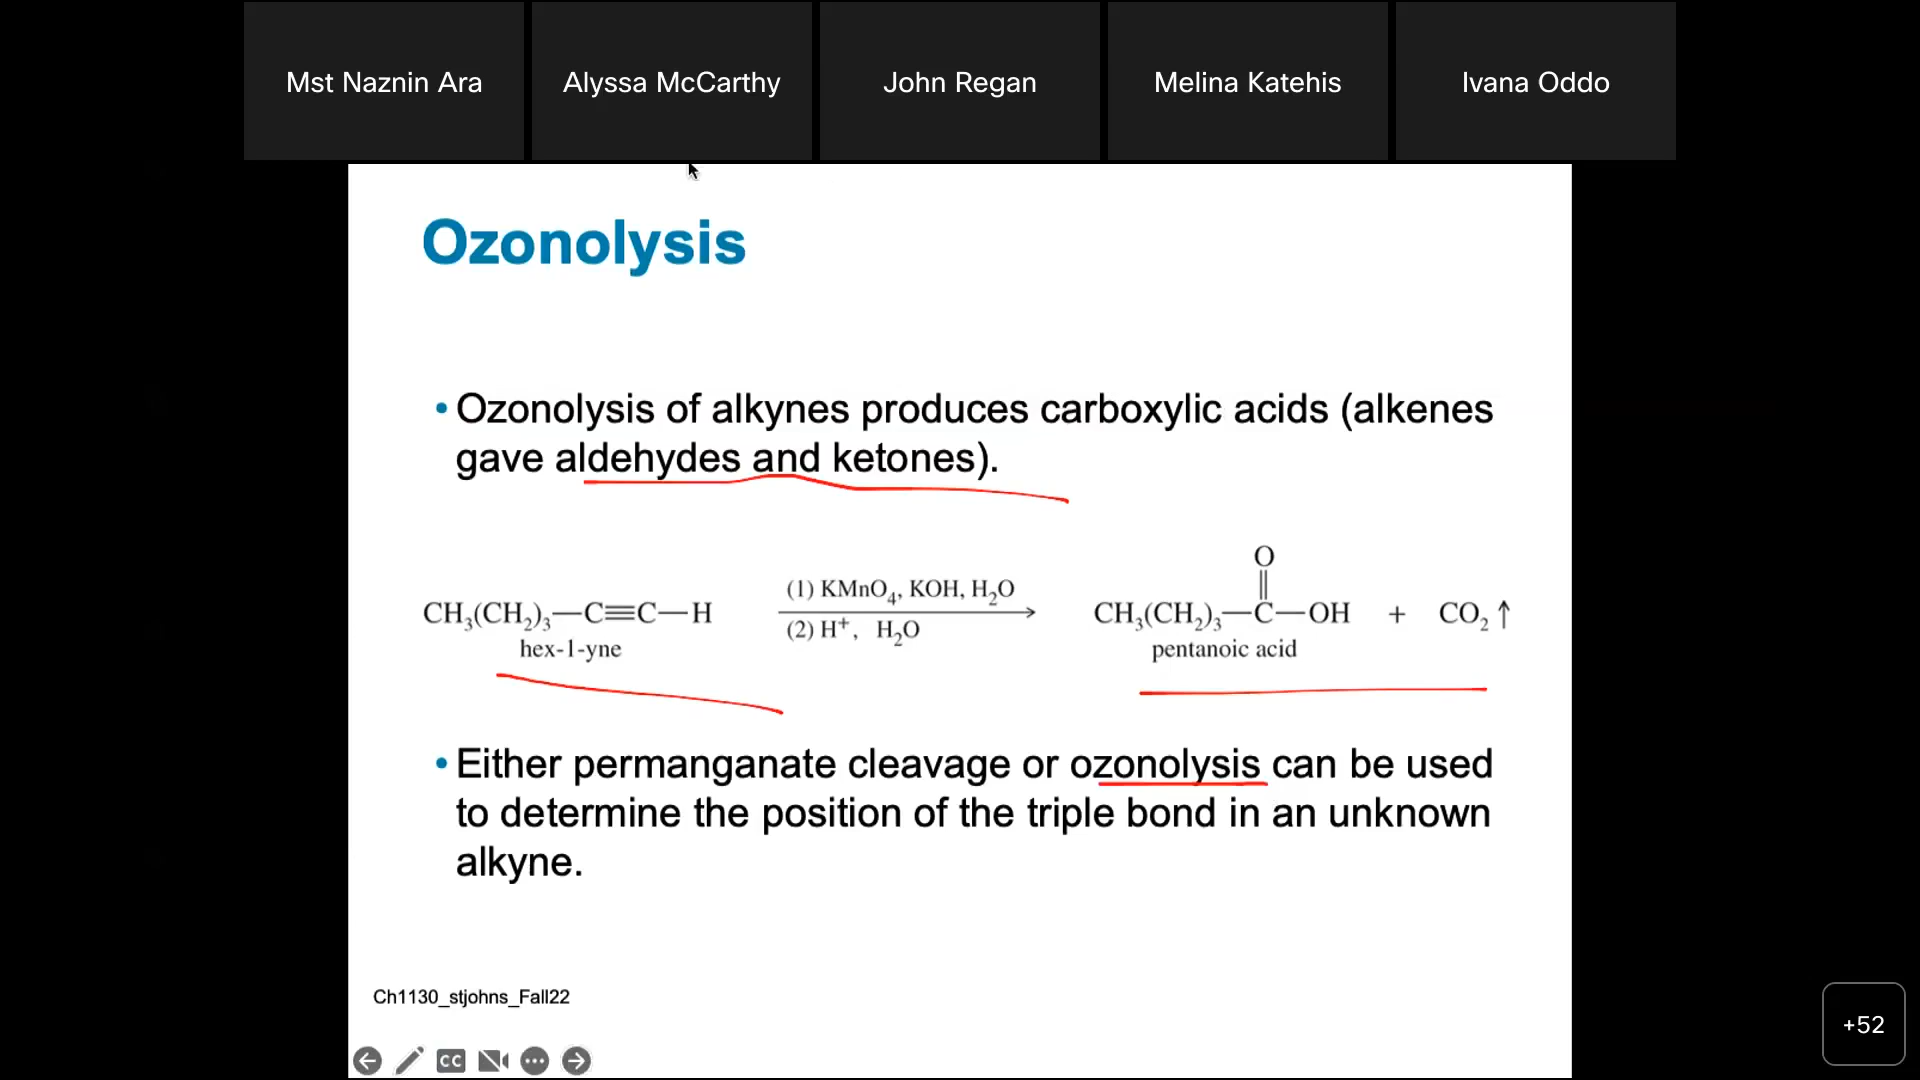 Mst Naznin Ara
Alyssa McCarthy
John Regan
Melina Katehis
Ivana Oddo
Ozonolysis
• Ozonolysis of alkynes produces carboxylic acids (alkenes
gave aldehydes and ketones).
CH₃(CH₂)₃—C≡C—H
hex-1-yne
(1) KMnO₄, KOH, H₂O
(2) H⁺, H₂O
O
CH₃(CH₂)₃—C—OH + CO₂↑
pentanoic acid
• Either permanganate cleavage or ozonolysis can be used
to determine the position of the triple bond in an unknown
alkyne.
Ch1130_stjohns_Fall22
CC
+52